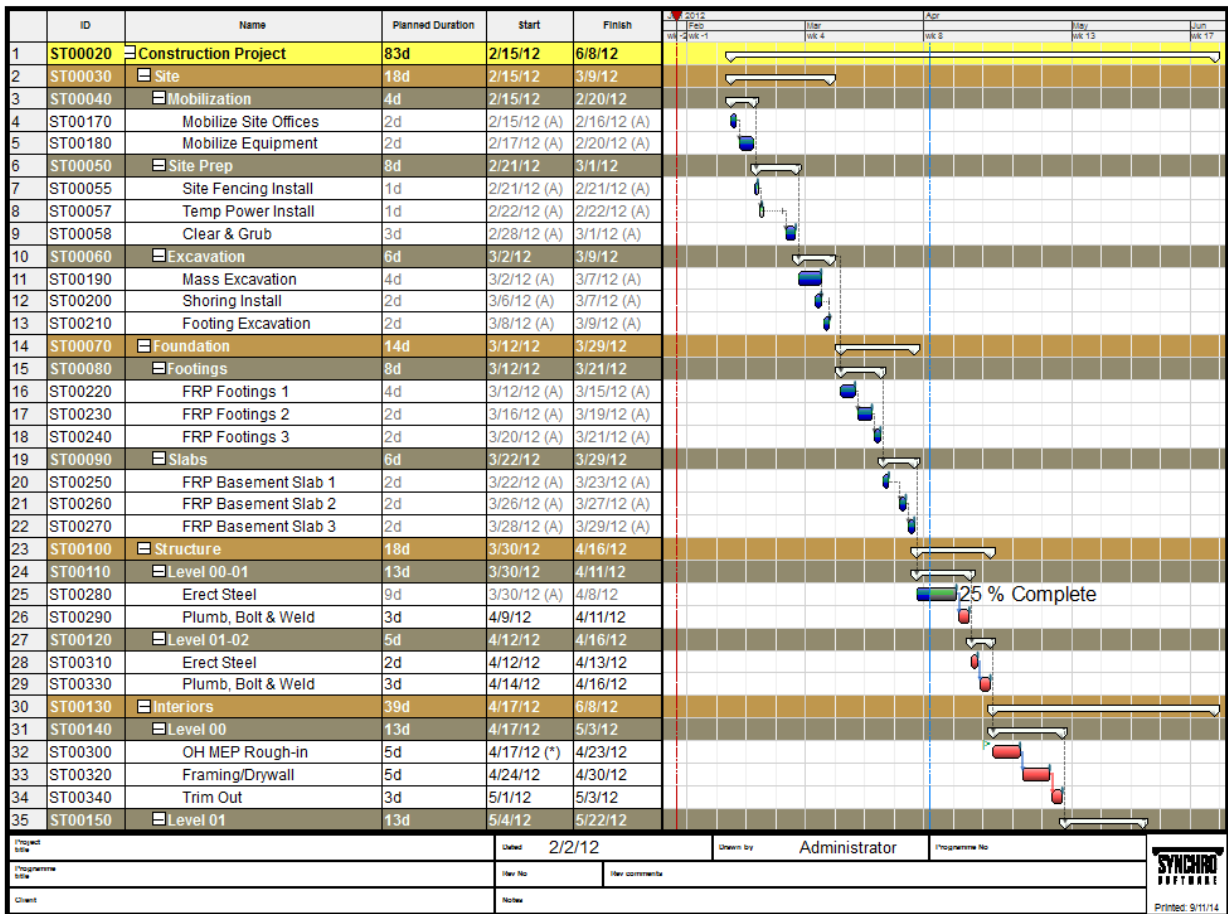 ID Name Planned Duration Start Finish
2012
Feb Mar Apr May Jun
wk -2 wk -1 wk 4 wk 8 wk 13 wk 17
1 ST00020 Construction Project 83d 2/15/12 6/8/12
2 ST00030 Site 18d 2/15/12 3/9/12
3 ST00040 Mobilization 4d 2/15/12 2/20/12
4 ST00170 Mobilize Site Offices 2d 2/15/12 (A) 2/16/12 (A)
5 ST00180 Mobilize Equipment 2d 2/17/12 (A) 2/20/12 (A)
6 ST00050 Site Prep 8d 2/21/12 3/1/12
7 ST00055 Site Fencing Install 1d 2/21/12 (A) 2/21/12 (A)
8 ST00057 Temp Power Install 1d 2/22/12 (A) 2/22/12 (A)
9 ST00058 Clear & Grub 3d 2/28/12 (A) 3/1/12 (A)
10 ST00060 Excavation 6d 3/2/12 3/9/12
11 ST00190 Mass Excavation 4d 3/2/12 (A) 3/7/12 (A)
12 ST00200 Shoring Install 2d 3/6/12 (A) 3/7/12 (A)
13 ST00210 Footing Excavation 2d 3/8/12 (A) 3/9/12 (A)
14 ST00070 Foundation 14d 3/12/12 3/29/12
15 ST00080 Footings 8d 3/12/12 3/21/12
16 ST00220 FRP Footings 1 4d 3/12/12 (A) 3/15/12 (A)
17 ST00230 FRP Footings 2 2d 3/16/12 (A) 3/19/12 (A)
18 ST00240 FRP Footings 3 2d 3/20/12 (A) 3/21/12 (A)
19 ST00090 Slabs 6d 3/22/12 3/29/12
20 ST00250 FRP Basement Slab 1 2d 3/22/12 (A) 3/23/12 (A)
21 ST00260 FRP Basement Slab 2 2d 3/26/12 (A) 3/27/12 (A)
22 ST00270 FRP Basement Slab 3 2d 3/28/12 (A) 3/29/12 (A)
23 ST00100 Structure 18d 3/30/12 4/16/12
24 ST00110 Level 00-01 13d 3/30/12 4/11/12
25 ST00280 Erect Steel 9d 3/30/12 (A) 4/8/12 25 % Complete
26 ST00290 Plumb, Bolt & Weld 3d 4/9/12 4/11/12
27 ST00120 Level 01-02 5d 4/12/12 4/16/12
28 ST00310 Erect Steel 2d 4/12/12 4/13/12
29 ST00330 Plumb, Bolt & Weld 3d 4/14/12 4/16/12
30 ST00130 Interiors 39d 4/17/12 6/8/12
31 ST00140 Level 00 13d 4/17/12 5/3/12
32 ST00300 OH MEP Rough-in 5d 4/17/12 (*) 4/23/12
33 ST00320 Framing/Drywall 5d 4/24/12 4/30/12
34 ST00340 Trim Out 3d 5/1/12 5/3/12
35 ST00150 Level 01 13d 5/4/12 5/22/12
Project title Dated 2/2/12 Drawn by Administrator Programme No
Programme title Rev No Rev comments
Client Notes
SYNCHRO
SOFTWARE
Printed: 9/11/14